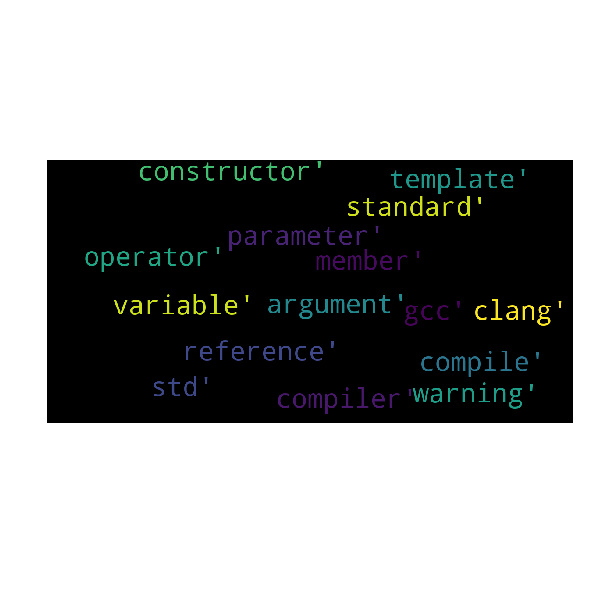 constructor'
template'
standard'
parameter'
operator'
member'
variable'
argument'
gcc'
clang'
reference'
compile'
std'
compiler'
warning'